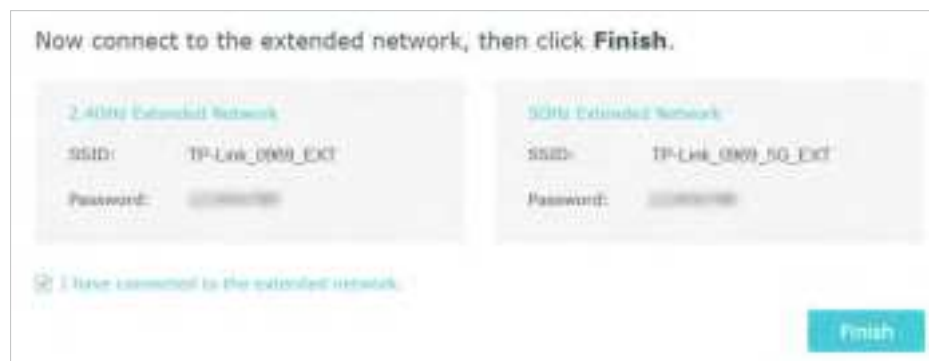 Now connect to the extended network, then click Finish.
2.4GHz Extended Network
SSID: TP-Link_0969_EXT
Password:
5GHz Extended Network
SSID: TP-Link_0969_5G_EXT
Password:
I have connected to the extended network.
Finish